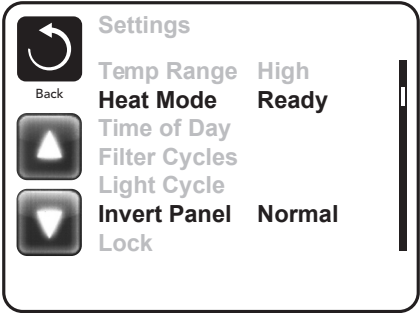 Settings
Back
Temp Range High
Heat Mode Ready
Time of Day
Filter Cycles
Light Cycle
Invert Panel Normal
Lock